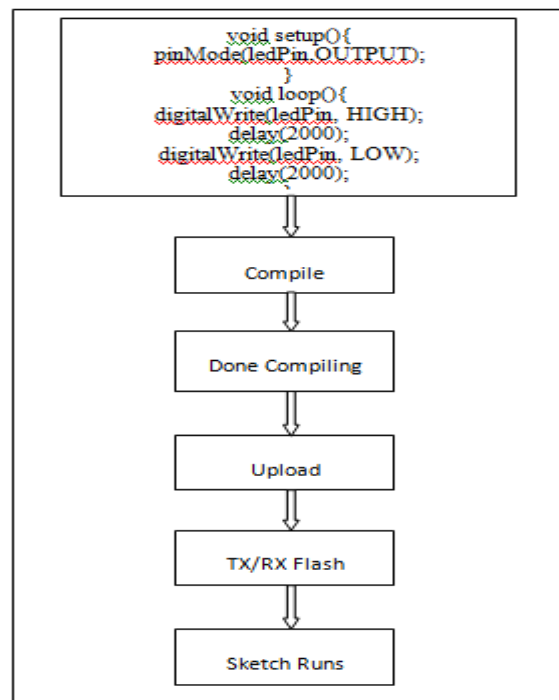 void setup(){
pinMode(ledPin,OUTPUT);
}
void loop(){
digitalWrite(ledPin, HIGH);
delay(2000);
digitalWrite(ledPin, LOW);
delay(2000);
Compile
Done Compiling
Upload
TX/RX Flash
Sketch Runs